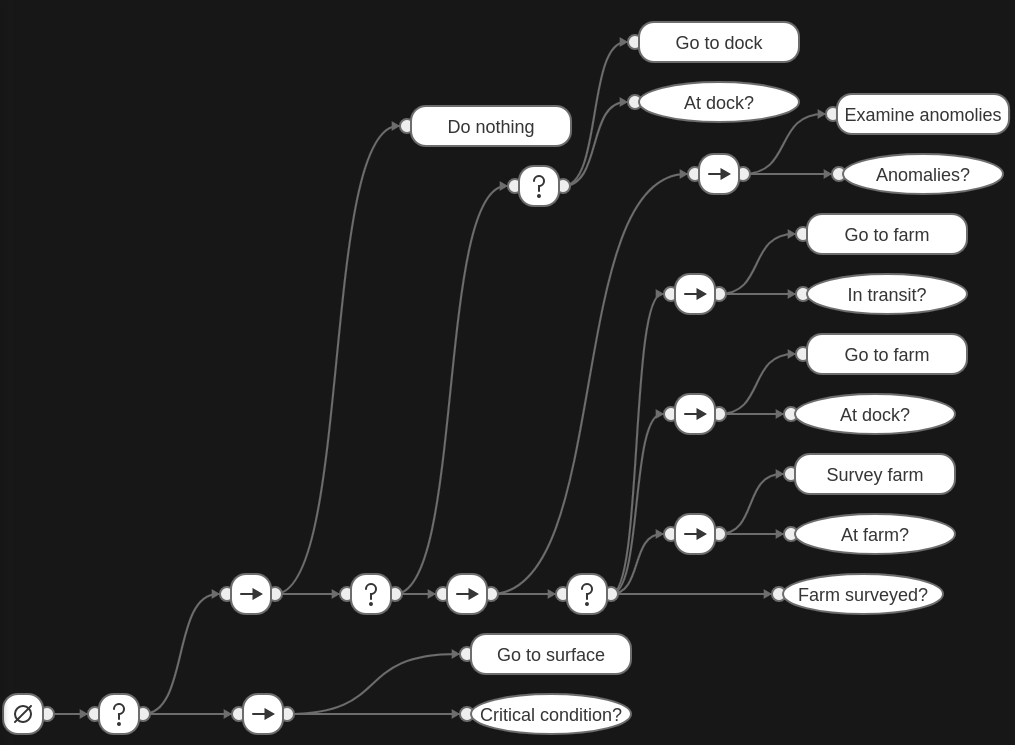 Go to dock
At dock?
Examine anomolies
Do nothing
Anomalies?
?
Go to farm
In transit?
Go to farm
At dock?
Survey farm
At farm?
?
?
Farm surveyed?
Go to surface
∅
?
Critical condition?